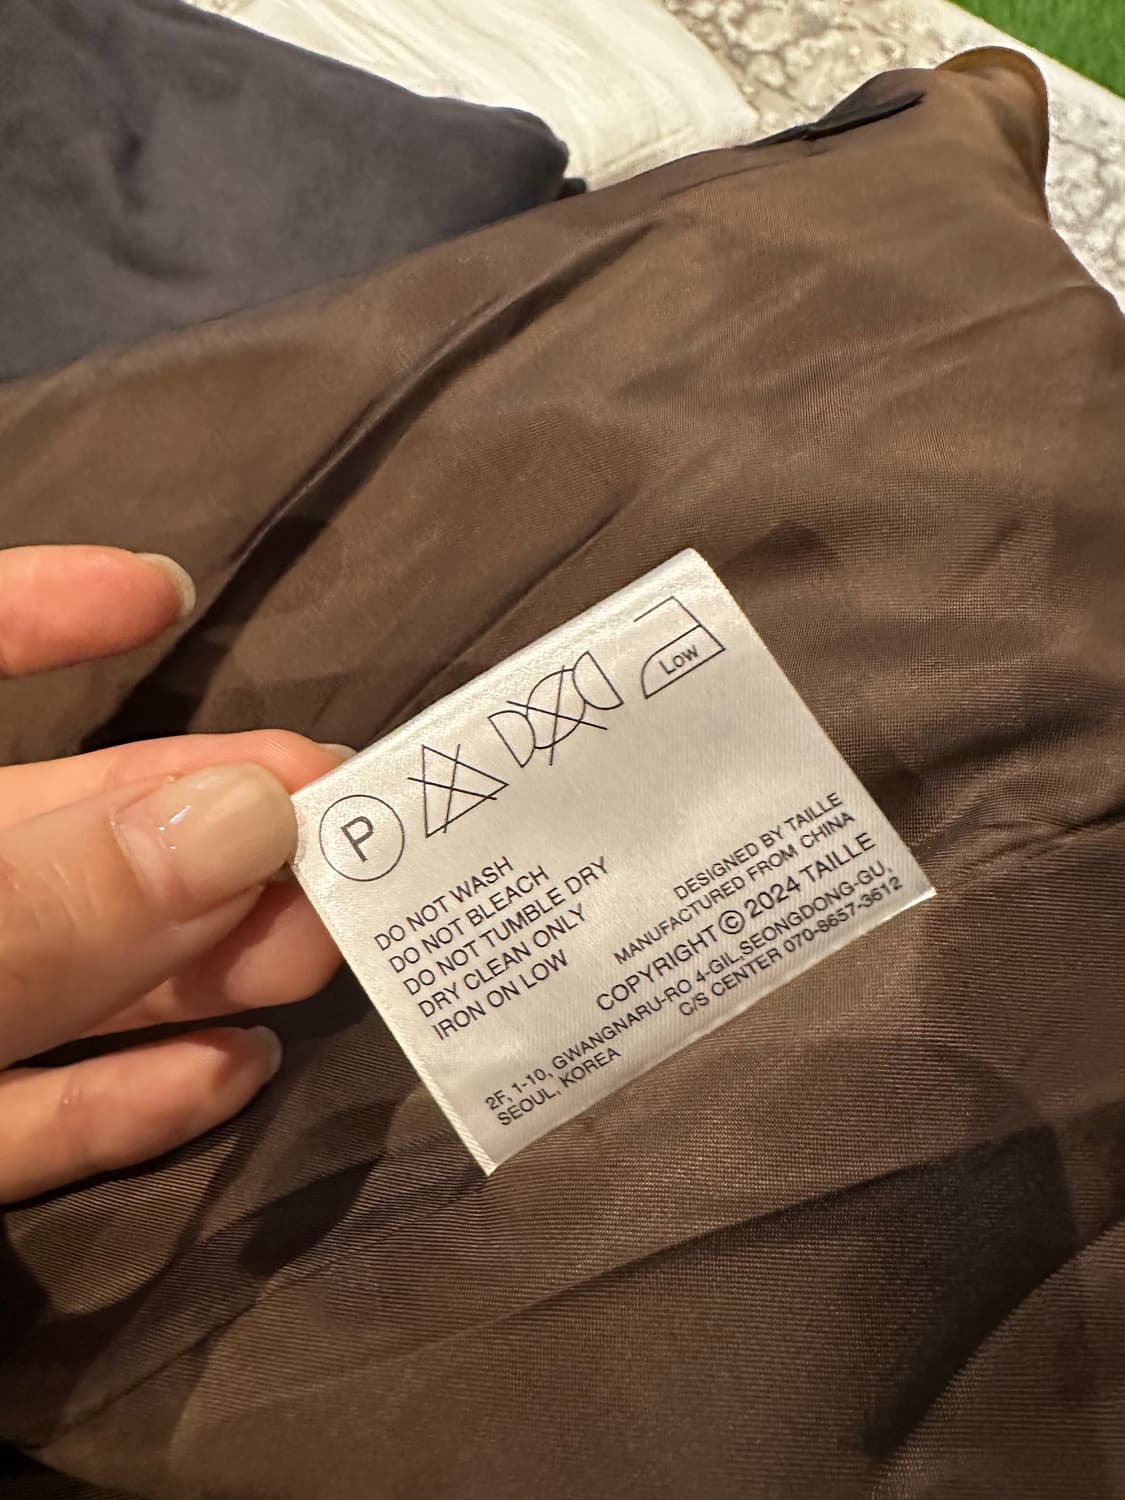 P
Low
DO NOT WASH
DO NOT BLEACH
DO NOT TUMBLE DRY
DRY CLEAN ONLY
IRON ON LOW
DESIGNED BY TAILLE
MANUFACTURED FROM CHINA
COPYRIGHT © 2024 TAILLE
2F, 1-10, GWANGNARU-RO 4-GIL,SEONGDONG-GU,
SEOUL, KOREA
C/S CENTER 070-8657-3612